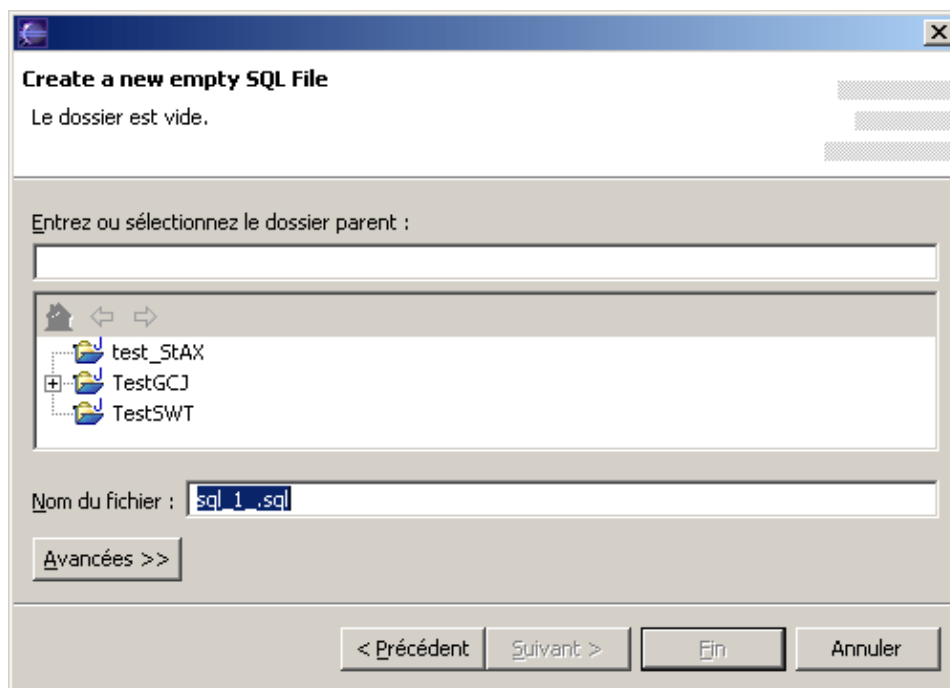 Create a new empty SQL File
Le dossier est vide.
Entrez ou sélectionnez le dossier parent :
test_StAX
TestGCJ
TestSWT
Nom du fichier : sql_1_.sql
Avancées >>
< Précédent Suivant > Fin Annuler